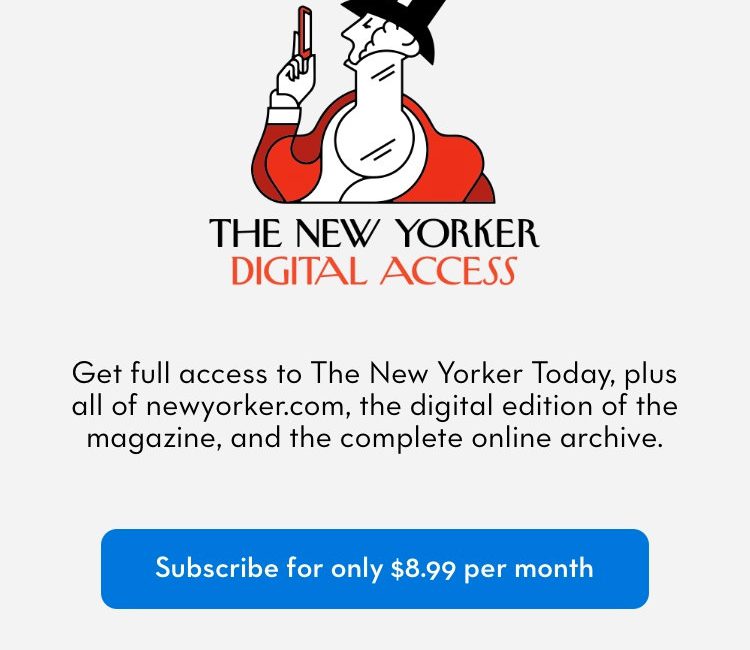 THE NEW YORKER
DIGITAL ACCESS
Get full access to The New Yorker Today, plus
all of newyorker.com, the digital edition of the
magazine, and the complete online archive.
Subscribe for only $8.99 per month